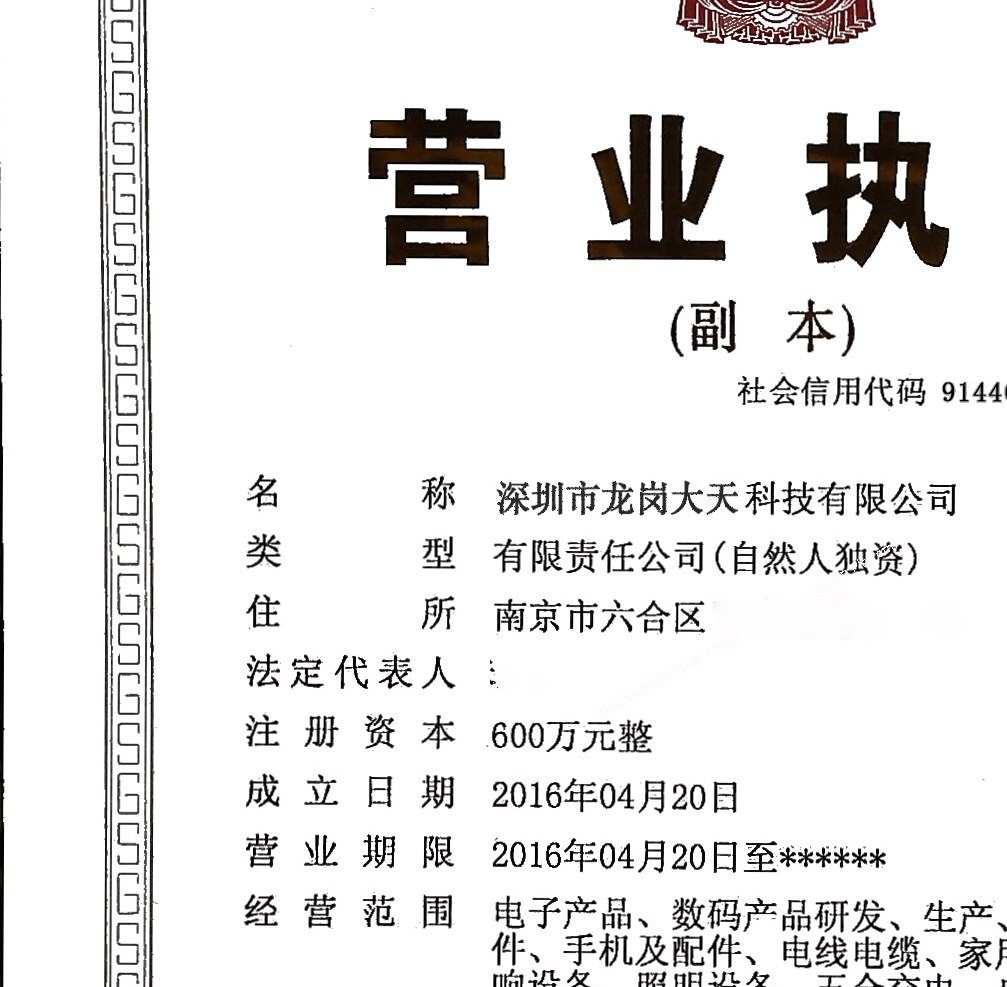 营业执
(副 本)
社会信用代码 9144
名 称 深圳市龙岗大天科技有限公司
类 型 有限责任公司(自然人独资)
住 所 南京市六合区
法定代表人
注册资本 600万元整
成立日期 2016年04月20日
营业期限 2016年04月20日至******
经营范围 电子产品、数码产品研发、生产、
件、手机及配件、电线电缆、家用
响设备、照明设备、五金交电、